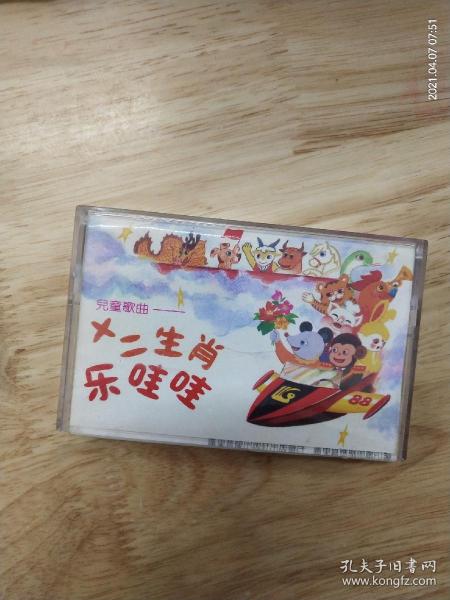 2021.04.07 07:51
兒童歌曲——
十二生肖
乐哇哇
88
孔夫子旧书网
www.kongfz.com